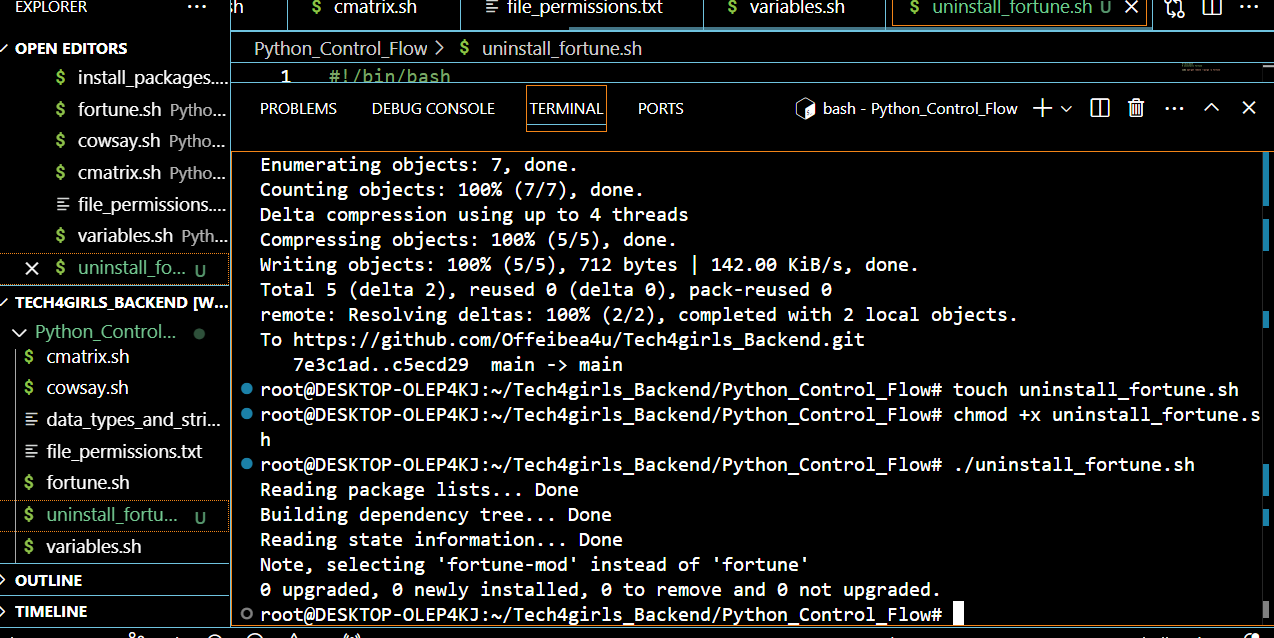 EXPLORER
...
sh
$ cmatrix.sh
file_permissions.txt
$ variables.sh
$ uninstall_fortune.sh U
OPEN EDITORS
$ install_packages....
$ fortune.sh Pytho...
$ cowsay.sh Pytho...
$ cmatrix.sh Pytho...
file_permissions....
$ variables.sh Pyth...
$ uninstall_fo... U
TECH4GIRLS_BACKEND [W...
Python_Control...
$ cmatrix.sh
$ cowsay.sh
data_types_and_stri...
file_permissions.txt
$ fortune.sh
$ uninstall_fortu... U
$ variables.sh
OUTLINE
TIMELINE
Python_Control_Flow > $ uninstall_fortune.sh
1 #!/bin/bash
PROBLEMS DEBUG CONSOLE TERMINAL PORTS
bash - Python_Control_Flow
Enumerating objects: 7, done.
Counting objects: 100% (7/7), done.
Delta compression using up to 4 threads
Compressing objects: 100% (5/5), done.
Writing objects: 100% (5/5), 712 bytes | 142.00 KiB/s, done.
Total 5 (delta 2), reused 0 (delta 0), pack-reused 0
remote: Resolving deltas: 100% (2/2), completed with 2 local objects.
To https://github.com/Offeibea4u/Tech4girls_Backend.git
7e3c1ad..c5ecd29 main -> main
root@DESKTOP-OLEP4KJ:~/Tech4girls_Backend/Python_Control_Flow# touch uninstall_fortune.sh
root@DESKTOP-OLEP4KJ:~/Tech4girls_Backend/Python_Control_Flow# chmod +x uninstall_fortune.s
h
root@DESKTOP-OLEP4KJ:~/Tech4girls_Backend/Python_Control_Flow# ./uninstall_fortune.sh
Reading package lists... Done
Building dependency tree... Done
Reading state information... Done
Note, selecting 'fortune-mod' instead of 'fortune'
0 upgraded, 0 newly installed, 0 to remove and 0 not upgraded.
root@DESKTOP-OLEP4KJ:~/Tech4girls_Backend/Python_Control_Flow#